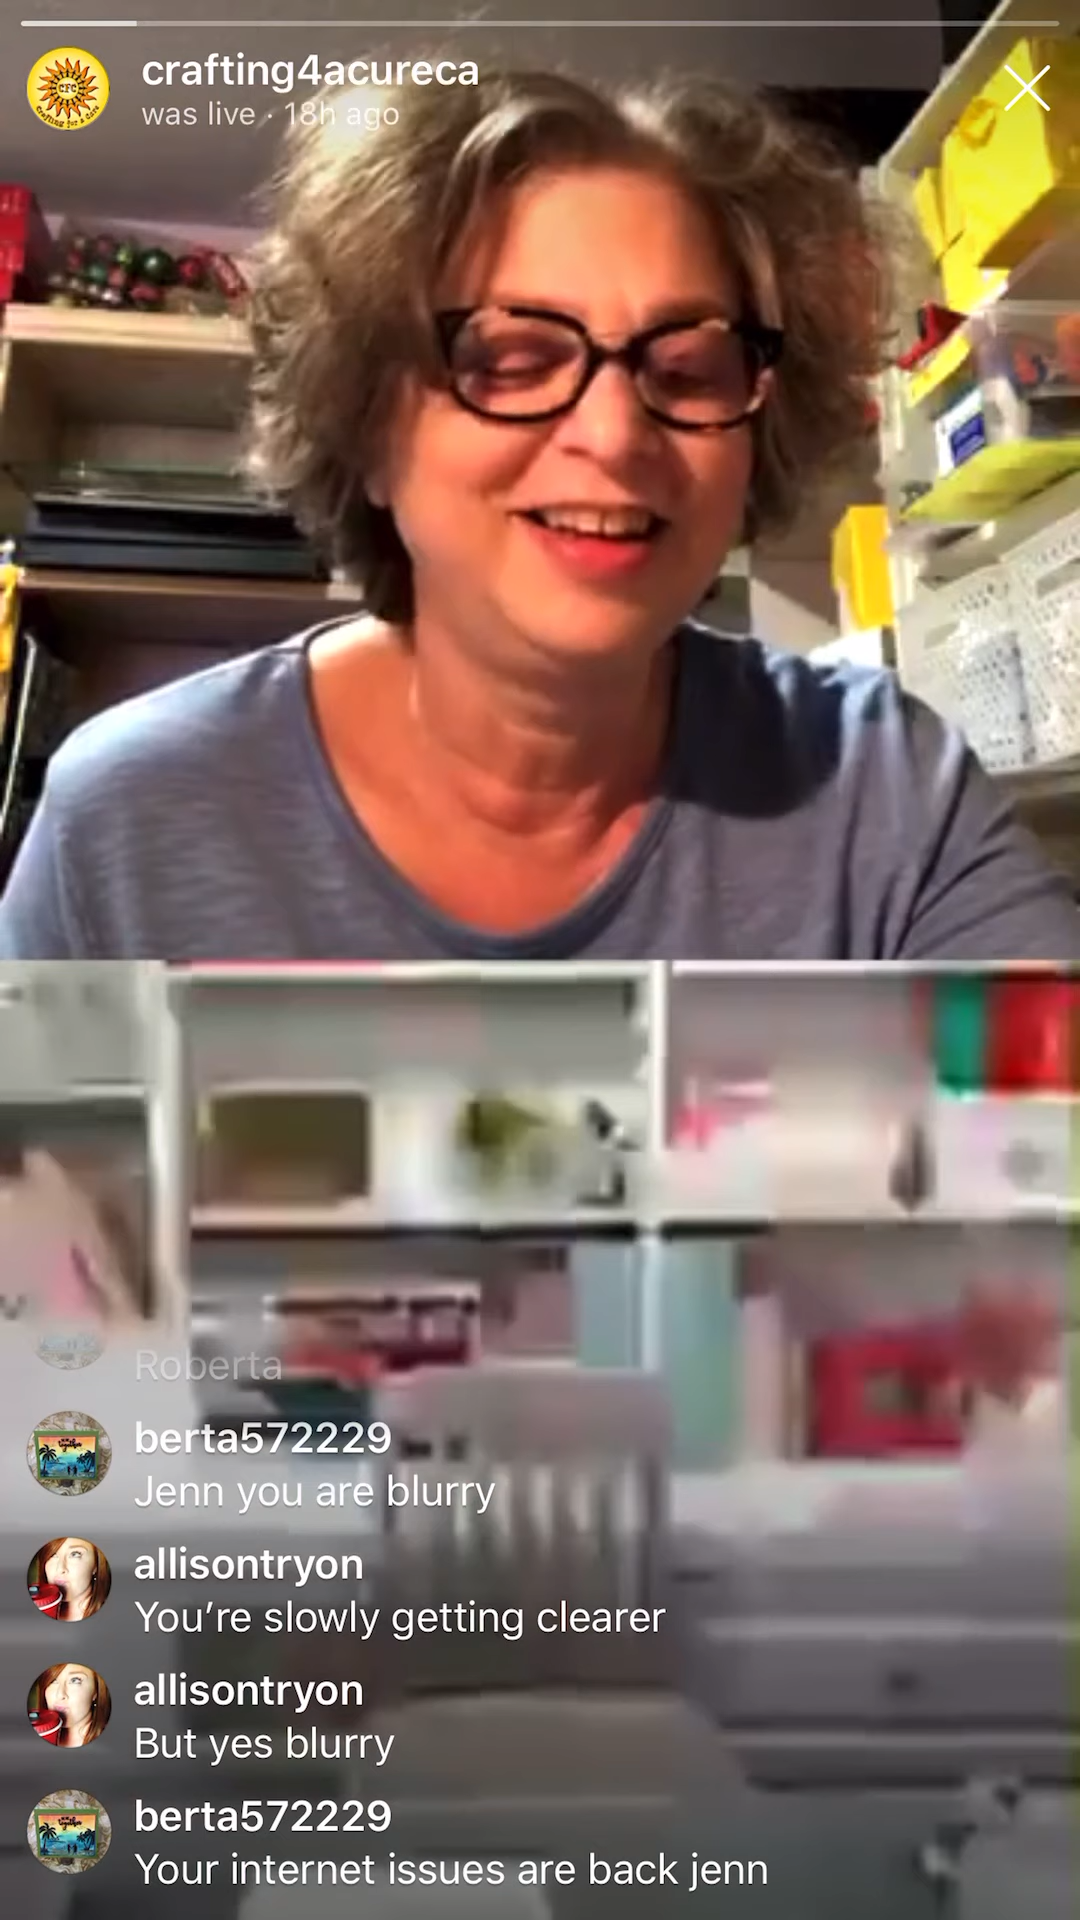 crafting4acureca
was live · 18h ago
CFC
Roberta
berta572229
Jenn you are blurry
allisontryon
You’re slowly getting clearer
allisontryon
But yes blurry
berta572229
Your internet issues are back jenn